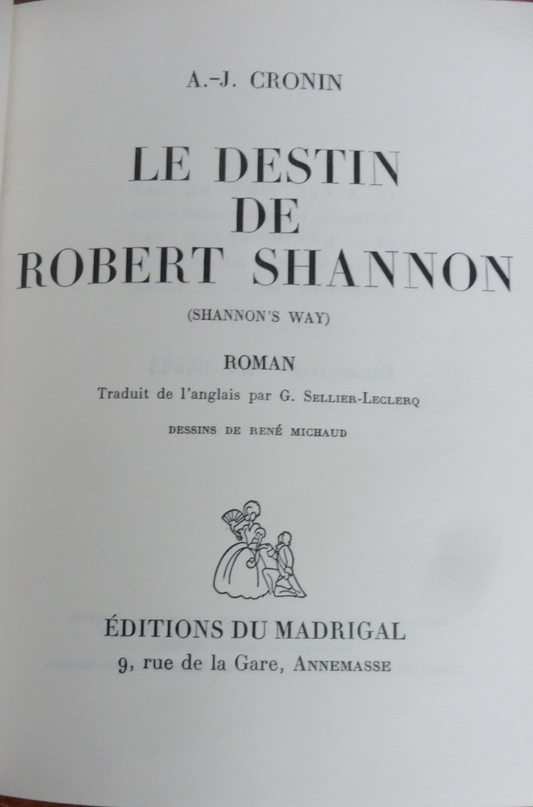 A.-J. CRONIN
LE DESTIN
DE
ROBERT SHANNON
(SHANNON'S WAY)
ROMAN
Traduit de l'anglais par G. SELLIER-LECLERQ
DESSINS DE RENÉ MICHAUD
ÉDITIONS DU MADRIGAL
9, rue de la Gare, ANNEMASSE